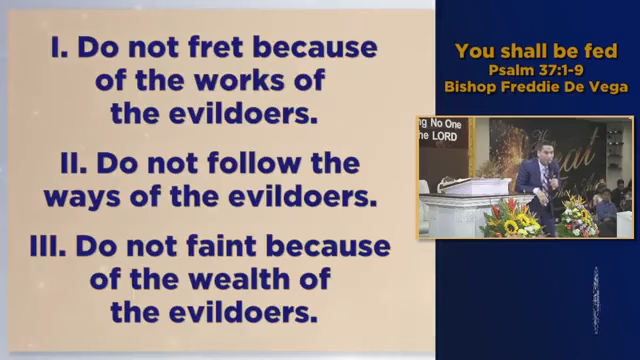 I. Do not fret because
of the works of
the evildoers.
II. Do not follow the
ways of the evildoers.
III. Do not faint because
of the wealth of
the evildoers.
You shall be fed
Psalm 37:1-9
Bishop Freddie De Vega
No One
LORD